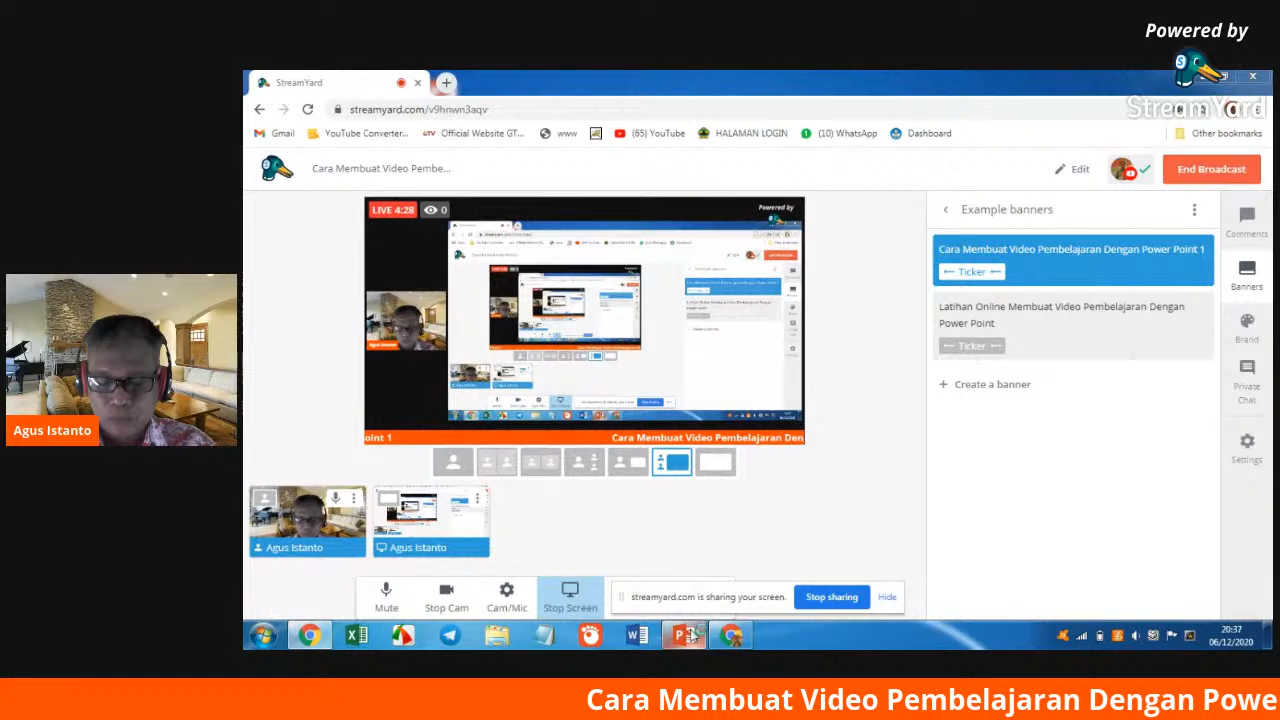 Powered by
StreamYard
StreamYard
streamyard.com/v9hnwn3aqv
Gmail
YouTube Converter...
GTV Official Website GT...
www
(65) YouTube
HALAMAN LOGIN
(10) WhatsApp
Dashboard
Other bookmarks
Cara Membuat Video Pembe...
Edit
End Broadcast
LIVE 4:28
0
Powered by
Agus Istanto
oint 1
Cara Membuat Video Pembelajaran Den
Example banners
Cara Membuat Video Pembelajaran Dengan Power Point 1
Ticker
Latihan Online Membuat Video Pembelajaran Dengan
Power Point
Ticker
+ Create a banner
Comments
Banners
Brand
Private
Chat
Settings
Agus Istanto
Agus Istanto
Agus Istanto
Mute
Stop Cam
Cam/Mic
Stop Screen
streamyard.com is sharing your screen.
Stop sharing
Hide
20:37
06/12/2020
Cara Membuat Video Pembelajaran Dengan Powe